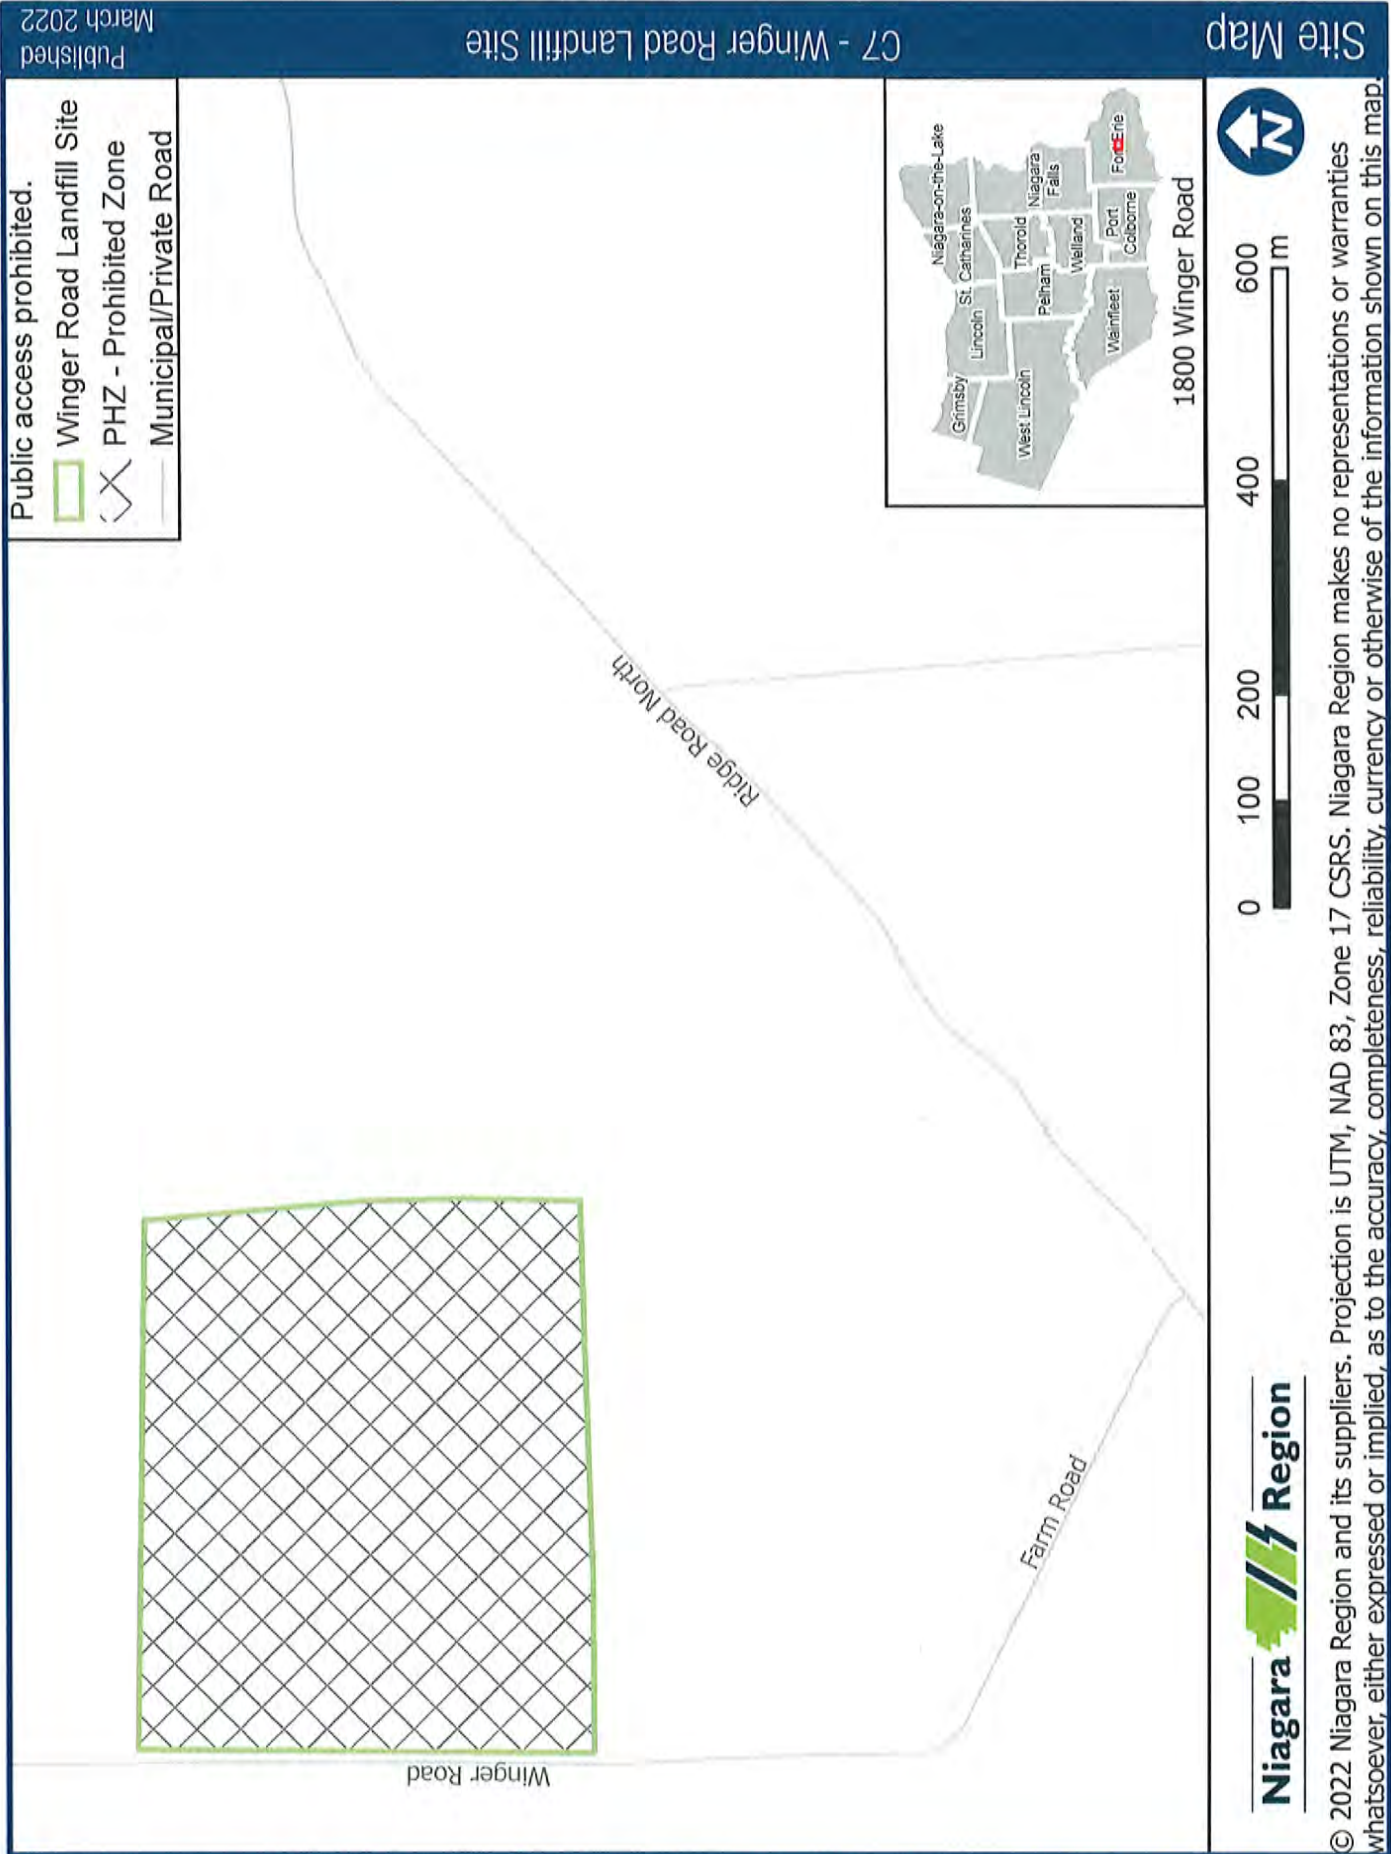 Site Map
C7 - Winger Road Landfill Site
Published
March 2022
Public access prohibited.
Winger Road Landfill Site
PHZ - Prohibited Zone
Municipal/Private Road
Winger Road
Ridge Road North
Farm Road
Grimsby
Lincoln
St. Catharines
Niagara-on-the-Lake
West Lincoln
Pelham
Thorold
Niagara
Falls
Welland
Wainfleet
Port
Colborne
Fort Erie
1800 Winger Road
Niagara Region
0 100 200 400 600
m
N
© 2022 Niagara Region and its suppliers. Projection is UTM, NAD 83, Zone 17 CSRS. Niagara Region makes no representations or warranties
whatsoever, either expressed or implied, as to the accuracy, completeness, reliability, currency or otherwise of the information shown on this map.